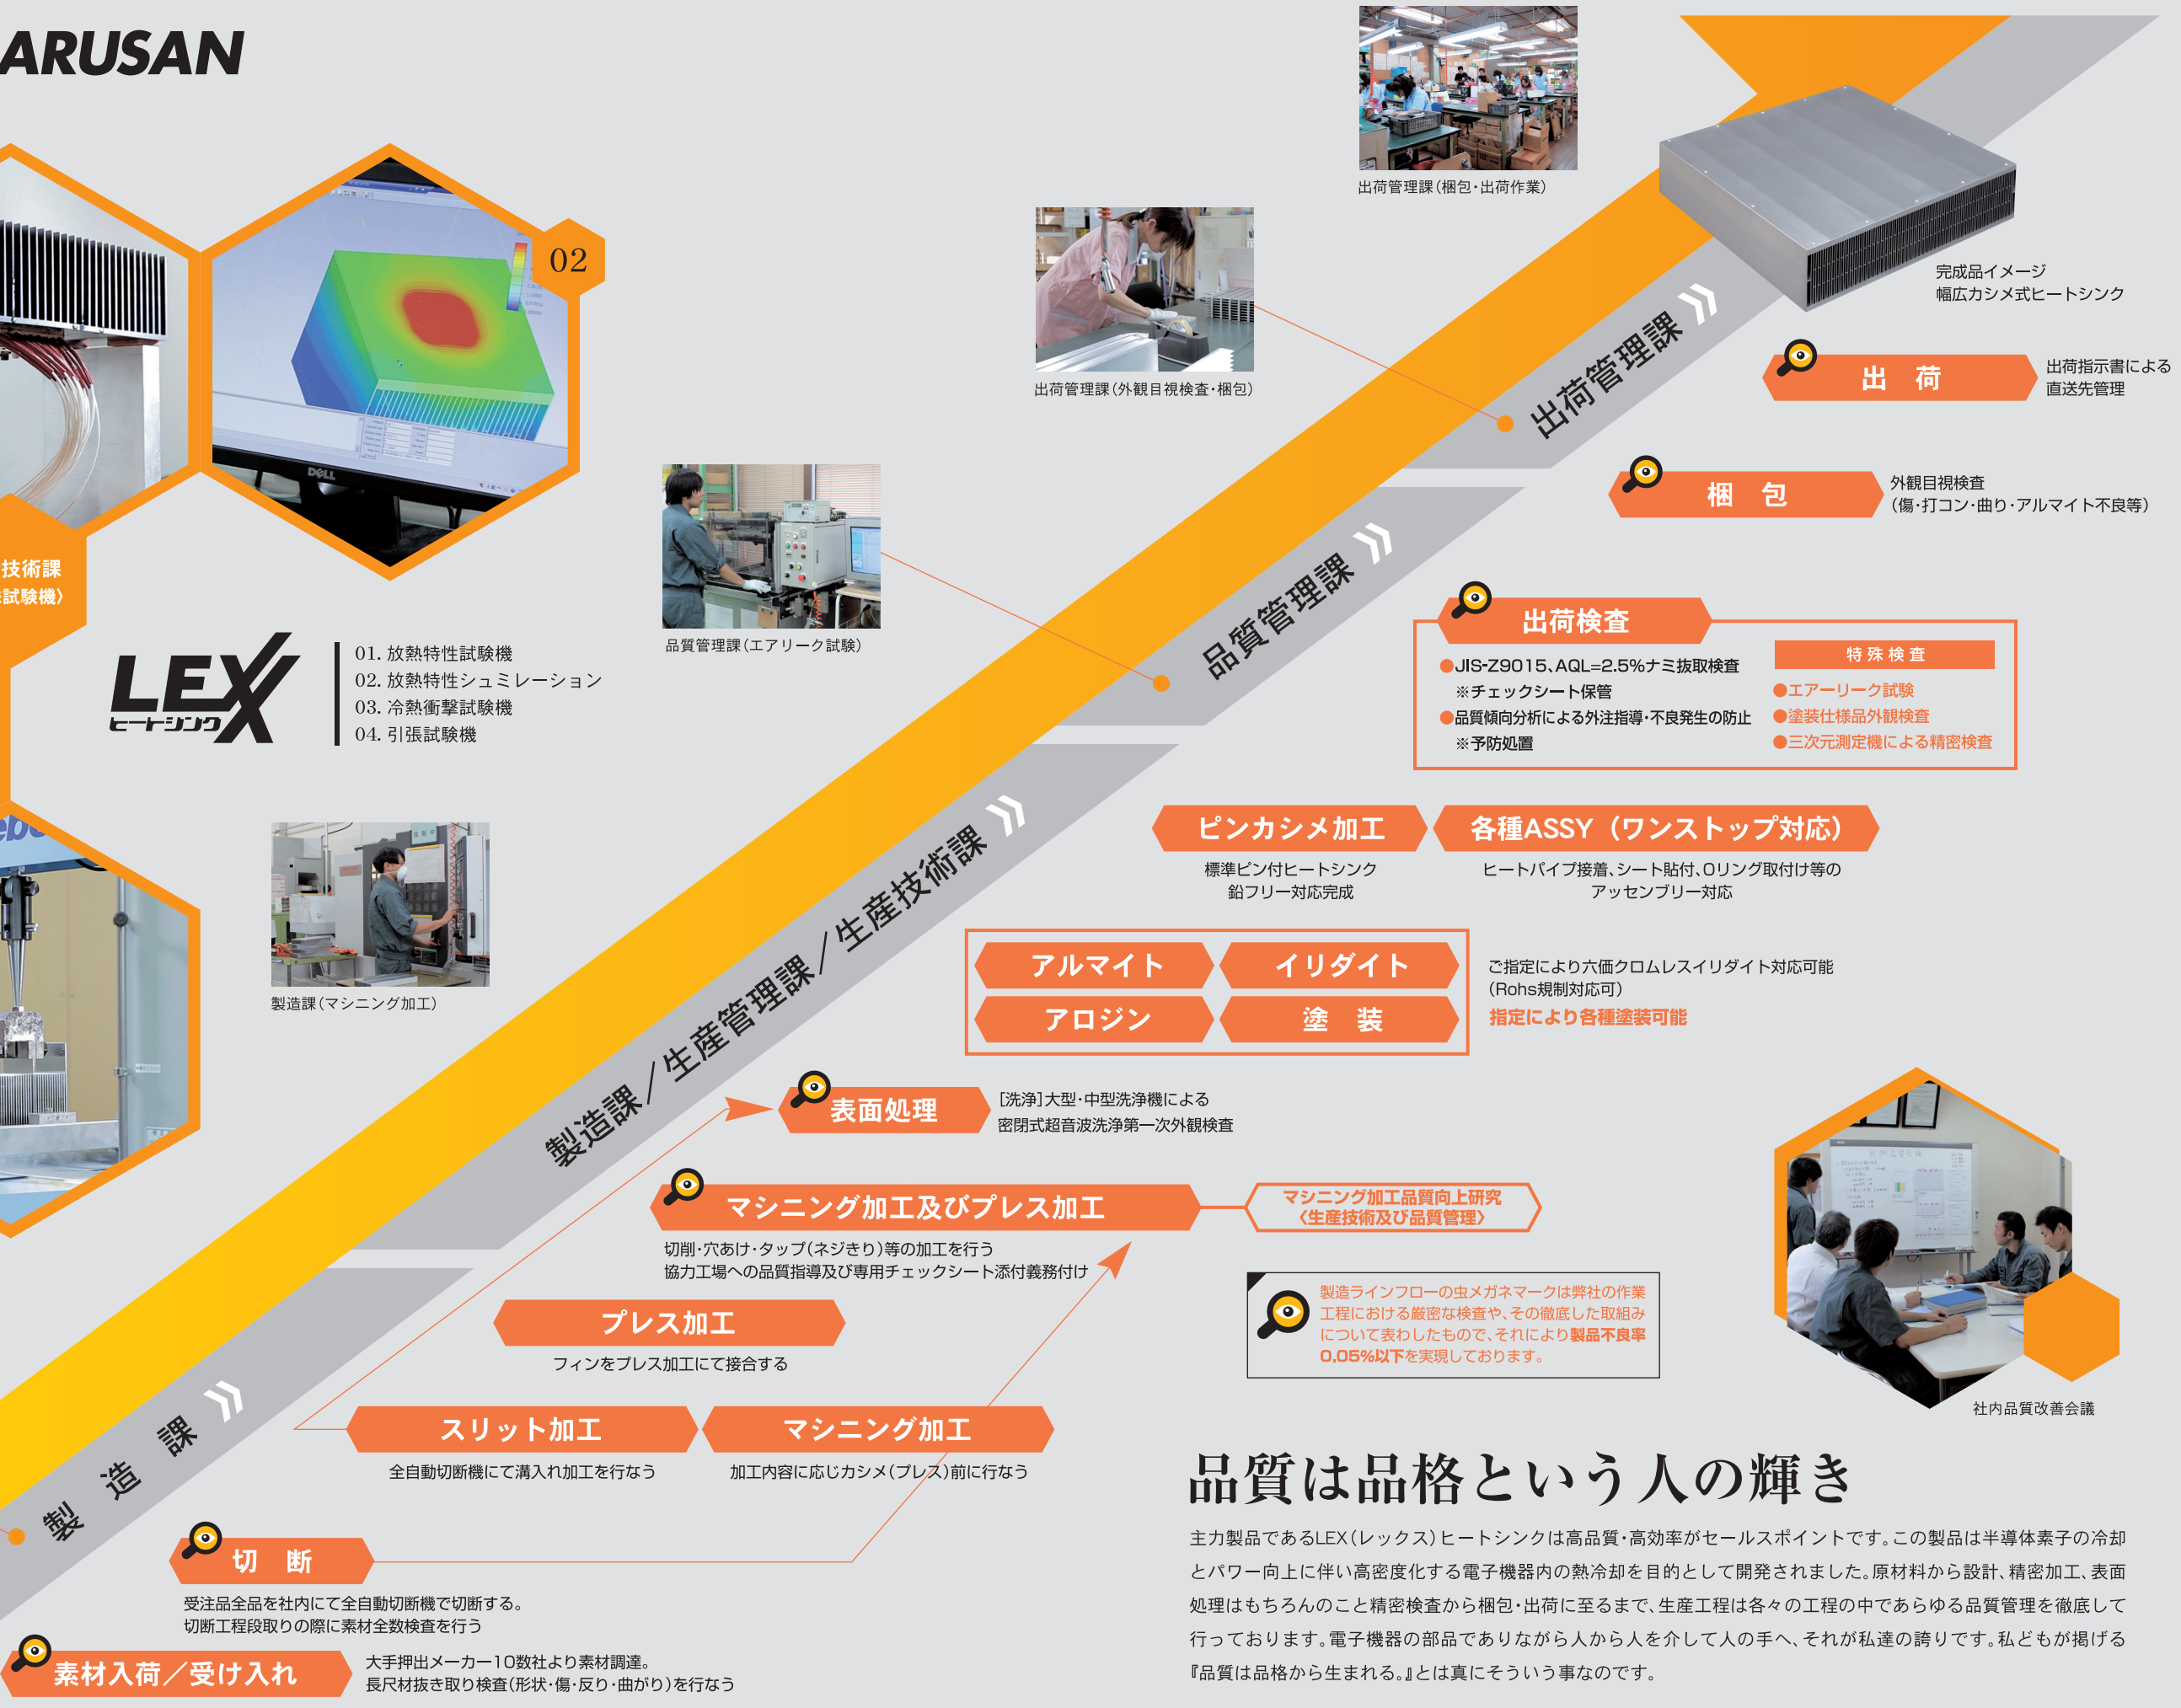 ARUSAN
02
DELL
技術課
試験機〉
LEX
ヒートシンク
01. 放熱特性試験機
02. 放熱特性シュミレーション
03. 冷熱衝撃試験機
04. 引張試験機
出荷管理課（梱包・出荷作業）
出荷管理課（外観目視検査・梱包）
品質管理課（エアリーク試験）
製造課（マシニング加工）
完成品イメージ
幅広カシメ式ヒートシンク
出荷管理課
品質管理課
製造課／生産管理課／生産技術課
製造課
出 荷
出荷指示書による
直送先管理
梱 包
外観目視検査
（傷・打コン・曲り・アルマイト不良等）
出荷検査
●JIS-Z9015、AQL=2.5%ナミ抜取検査
※チェックシート保管
●品質傾向分析による外注指導・不良発生の防止
※予防処置
特殊検査
●エアーリーク試験
●塗装仕様品外観検査
●三次元測定機による精密検査
ピンカシメ加工
標準ピン付ヒートシンク
鉛フリー対応完成
各種ASSY（ワンストップ対応）
ヒートパイプ接着、シート貼付、Oリング取付け等の
アッセンブリー対応
アルマイト
イリダイト
アロジン
塗 装
ご指定により六価クロムレスイリダイト対応可能
（Rohs規制対応可）
指定により各種塗装可能
表面処理
［洗浄］大型・中型洗浄機による
密閉式超音波洗浄第一次外観検査
マシニング加工及びプレス加工
切削・穴あけ・タップ（ネジきり）等の加工を行う
協力工場への品質指導及び専用チェックシート添付義務付け
マシニング加工品質向上研究
〈生産技術及び品質管理〉
製造ラインフローの虫メガネマークは弊社の作業
工程における厳密な検査や、その徹底した取組み
について表わしたもので、それにより製品不良率
0.05%以下を実現しております。
プレス加工
フィンをプレス加工にて接合する
スリット加工
全自動切断機にて溝入れ加工を行なう
マシニング加工
加工内容に応じカシメ（プレス）前に行なう
切 断
受注品全品を社内にて全自動切断機で切断する。
切断工程段取りの際に素材全数検査を行う
素材入荷／受け入れ
大手押出メーカー10数社より素材調達。
長尺材抜き取り検査（形状・傷・反り・曲がり）を行なう
社内品質改善会議
品質は品格という人の輝き
主力製品であるLEX（レックス）ヒートシンクは高品質・高効率がセールスポイントです。この製品は半導体素子の冷却
とパワー向上に伴い高密度化する電子機器内の熱冷却を目的として開発されました。原材料から設計、精密加工、表面
処理はもちろんのこと精密検査から梱包・出荷に至るまで、生産工程は各々の工程の中であらゆる品質管理を徹底して
行っております。電子機器の部品でありながら人から人を介して人の手へ、それが私達の誇りです。私どもが掲げる
『品質は品格から生まれる。』とは真にそういう事なのです。